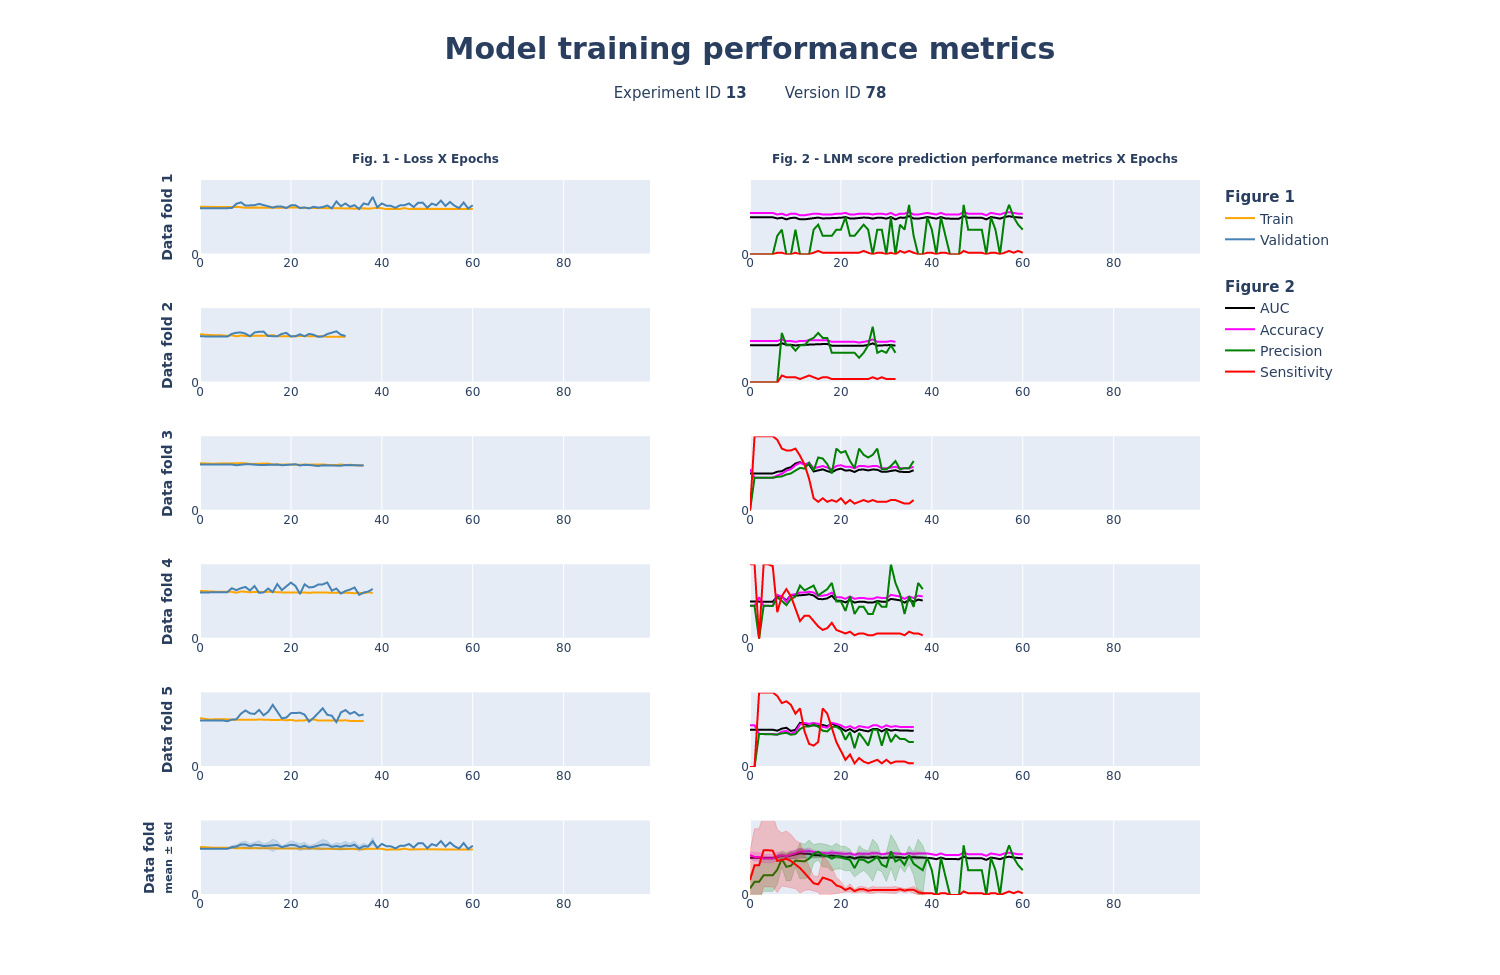 Model training performance metrics
Experiment ID 13 Version ID 78
Fig. 1 - Loss X Epochs
Fig. 2 - LNM score prediction performance metrics X Epochs
Data fold 1
0
0 20 40 60 80
0
0 20 40 60 80
Figure 1
Train
Validation
Figure 2
AUC
Accuracy
Precision
Sensitivity
Data fold 2
0
0 20 40 60 80
0
0 20 40 60 80
Data fold 3
0
0 20 40 60 80
0
0 20 40 60 80
Data fold 4
0
0 20 40 60 80
0
0 20 40 60 80
Data fold 5
0
0 20 40 60 80
0
0 20 40 60 80
Data fold
mean ± std
0
0 20 40 60 80
0
0 20 40 60 80